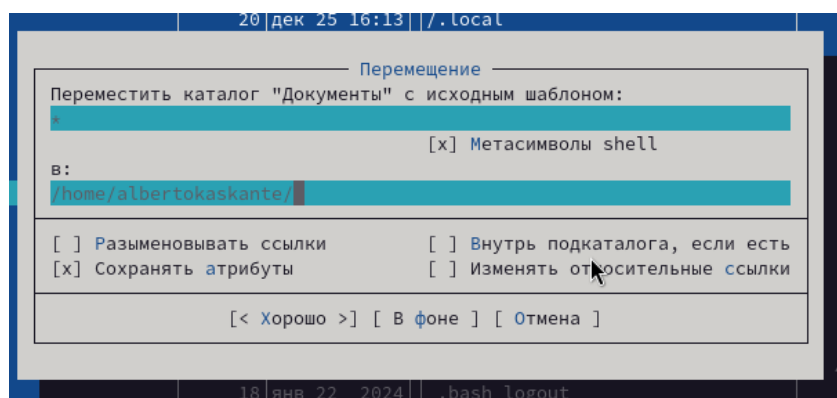 20 дек 25 16:13 /.local
Перемещение
Переместить каталог "Документы" с исходным шаблоном:
*
[x] Метасимволы shell
в:
/home/albertokaskante/
[ ] Разыменовывать ссылки [ ] Внутрь подкаталога, если есть
[x] Сохранять атрибуты [ ] Изменять относительные ссылки
[< Хорошо >] [ В фоне ] [ Отмена ]
18 янв 22 2024 .bash_logout